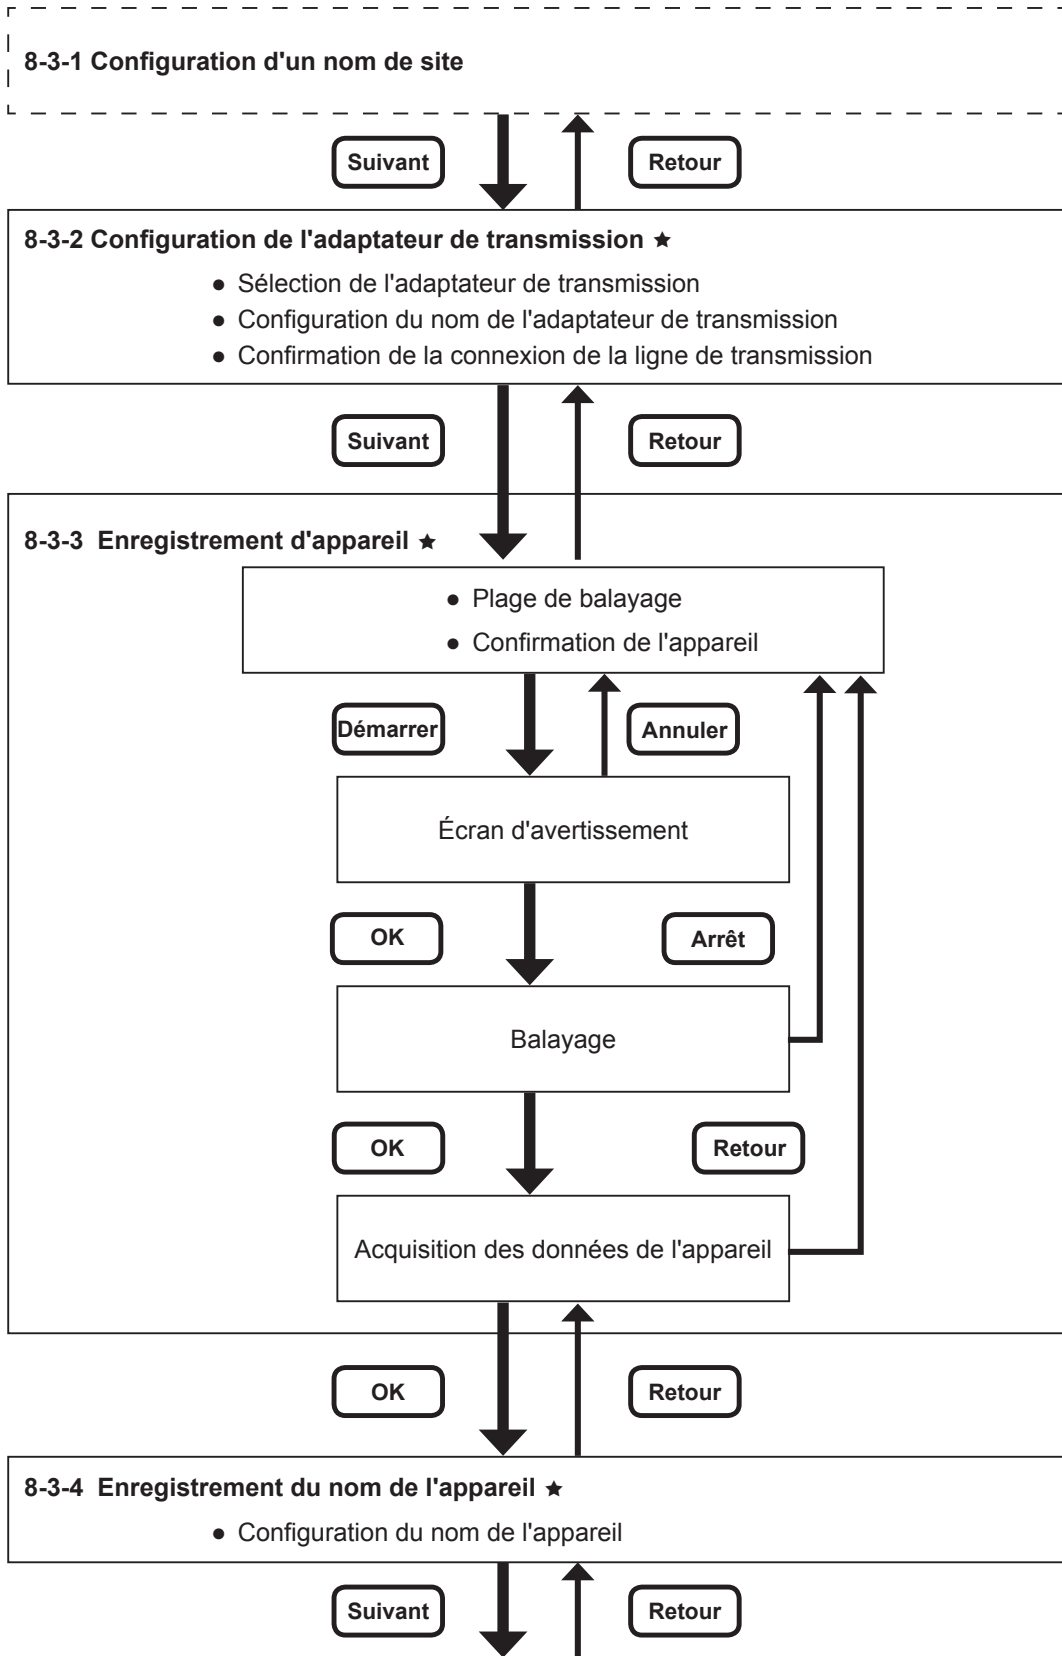 8-3-1 Configuration d'un nom de site
Suivant
Retour
8-3-2 Configuration de l'adaptateur de transmission ★
● Sélection de l'adaptateur de transmission
● Configuration du nom de l'adaptateur de transmission
● Confirmation de la connexion de la ligne de transmission
Suivant
Retour
8-3-3 Enregistrement d'appareil ★
● Plage de balayage
● Confirmation de l'appareil
Démarrer
Annuler
Écran d'avertissement
OK
Arrêt
Balayage
OK
Retour
Acquisition des données de l'appareil
OK
Retour
8-3-4 Enregistrement du nom de l'appareil ★
● Configuration du nom de l'appareil
Suivant
Retour